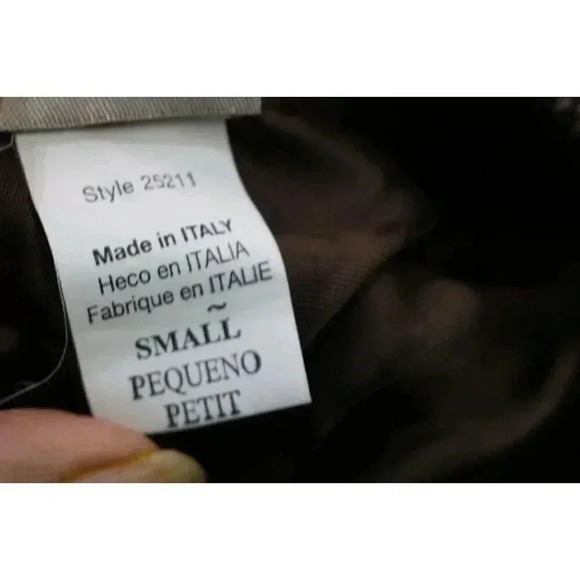 Style 25211
Made in ITALY
Heco en ITALIA
Fabrique en ITALIE
~
SMALL
PEQUENO
PETIT